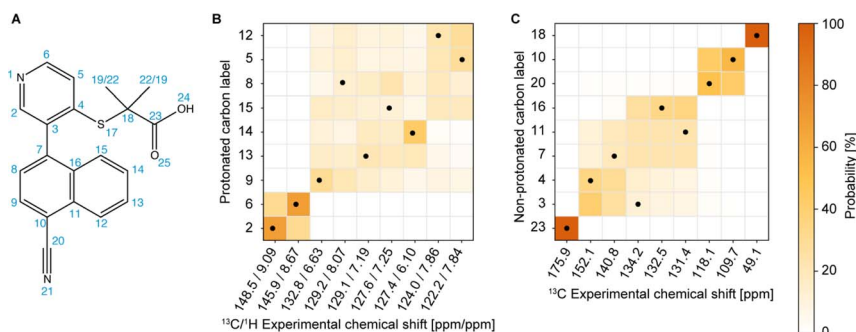 A
1
6
5
19/22
22/19
24
OH
N
2
4
18
23
3
S
17
O
25
7
8
16
15
14
9
11
13
10
12
20
N
21
B
Protonated carbon label
12
5
8
15
14
13
9
6
2
148.5 / 9.09
145.9 / 8.67
132.8 / 6.63
129.2 / 8.07
129.1 / 7.19
127.6 / 7.25
127.4 / 6.10
124.0 / 7.86
122.2 / 7.84
¹³C/¹H Experimental chemical shift [ppm/ppm]
C
Non-protonated carbon label
18
10
20
16
11
7
4
3
23
175.9
152.1
140.8
134.2
132.5
131.4
118.1
109.7
49.1
¹³C Experimental chemical shift [ppm]
100
80
60
40
20
0
Probability [%]